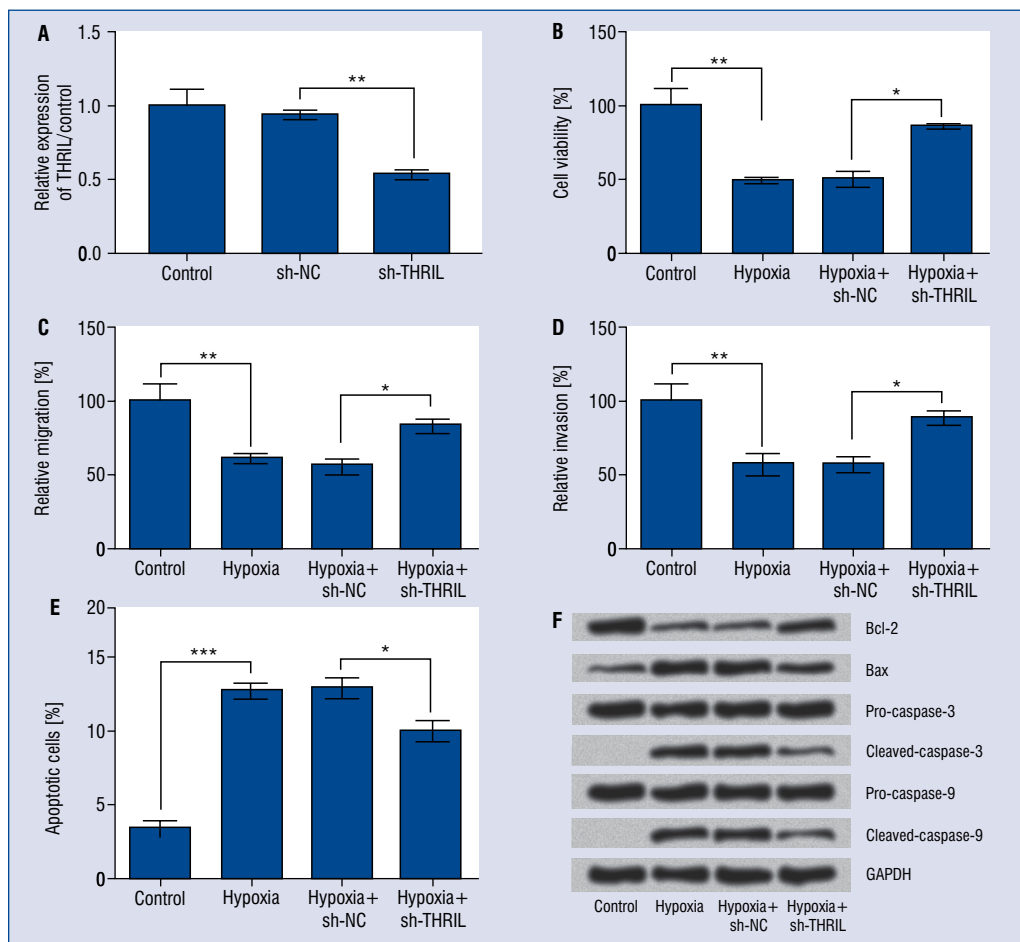 A
Relative expression
of THRIL/control
1.5
1.0
0.5
0.0
**
Control
sh-NC
sh-THRIL
B
Cell viability [%]
150
100
50
0
**
*
Control
Hypoxia
Hypoxia+
sh-NC
Hypoxia+
sh-THRIL
C
Relative migration [%]
150
100
50
0
**
*
Control
Hypoxia
Hypoxia+
sh-NC
Hypoxia+
sh-THRIL
D
Relative invasion [%]
150
100
50
0
**
*
Control
Hypoxia
Hypoxia+
sh-NC
Hypoxia+
sh-THRIL
E
Apoptotic cells [%]
20
15
10
5
0
***
*
Control
Hypoxia
Hypoxia+
sh-NC
Hypoxia+
sh-THRIL
F
Bcl-2
Bax
Pro-caspase-3
Cleaved-caspase-3
Pro-caspase-9
Cleaved-caspase-9
GAPDH
Control
Hypoxia
Hypoxia+
sh-NC
Hypoxia+
sh-THRIL